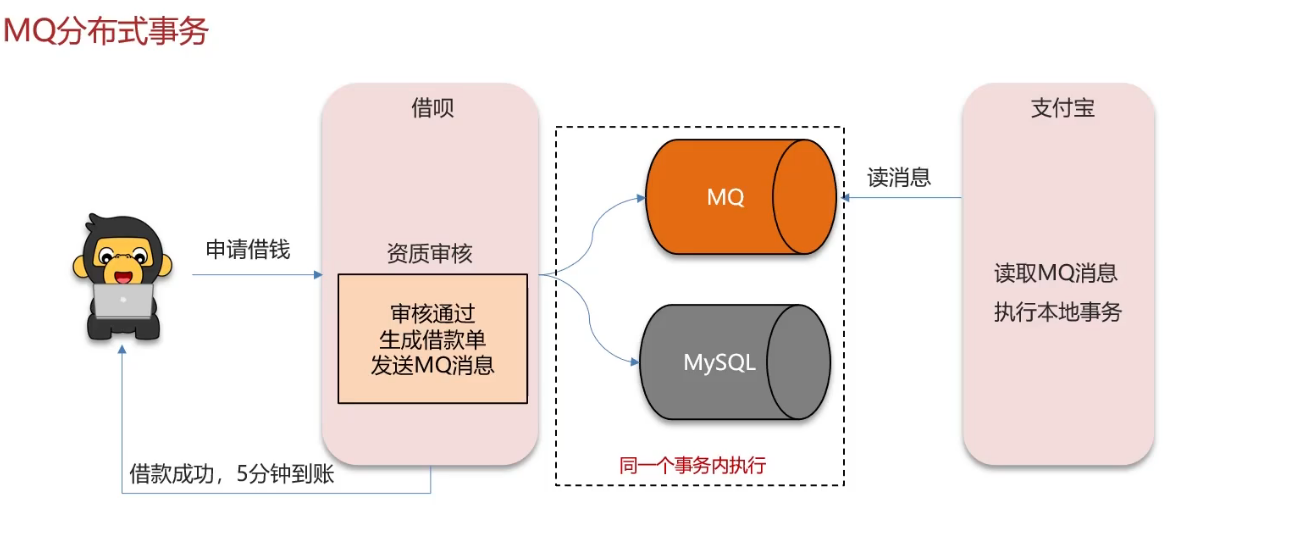 MQ分布式事务
借呗
支付宝
MQ
读消息
申请借钱
资质审核
审核通过
生成借款单
发送MQ消息
读取MQ消息
执行本地事务
MySQL
同一个事务内执行
借款成功，5分钟到账